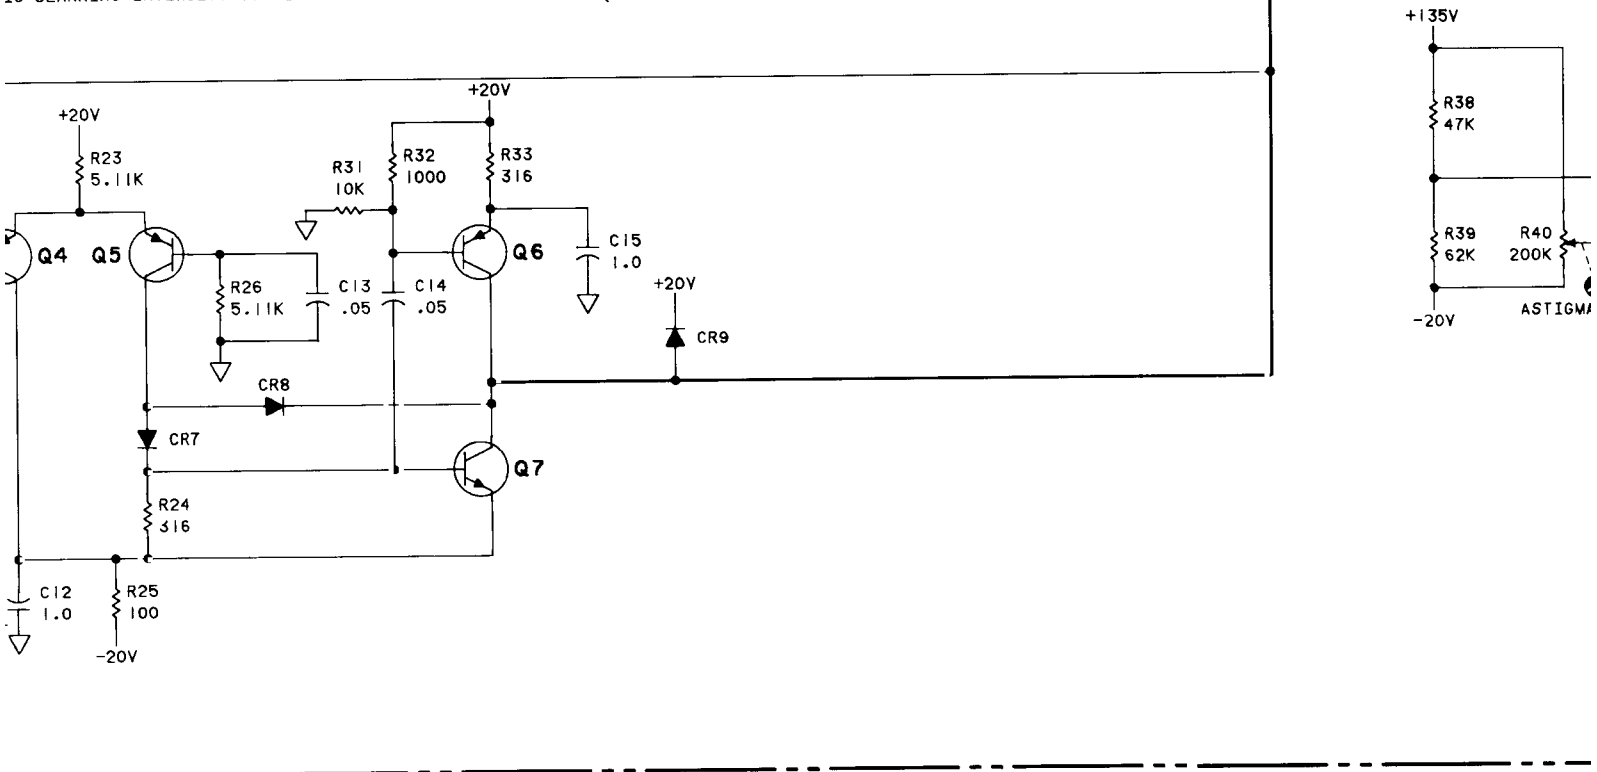 +135V
+20V
+20V
R38
47K
R23
5.11K
R31
10K
R32
1000
R33
316
Q4
Q5
Q6
C15
1.0
R39
62K
R40
200K
R26
5.11K
C13
.05
C14
.05
+20V
CR9
-20V
ASTIGMA
CR8
CR7
Q7
R24
316
C12
1.0
R25
100
-20V